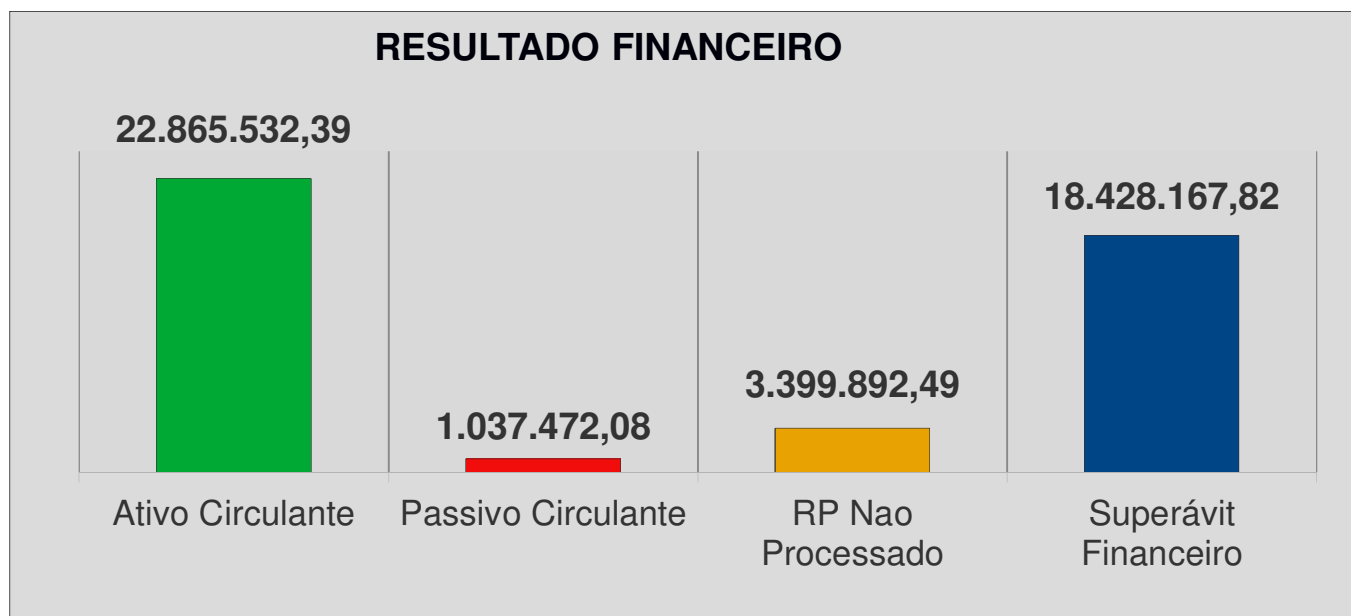 RESULTADO FINANCEIRO
22.865.532,39
18.428.167,82
3.399.892,49
1.037.472,08
Ativo Circulante
Passivo Circulante
RP Nao
Processado
Superávit
Financeiro